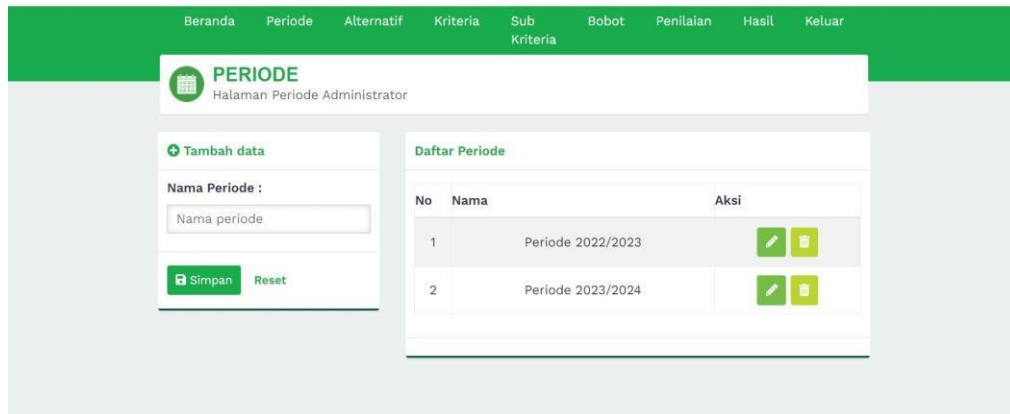 Beranda Periode Alternatif Kriteria Sub Kriteria Bobot Penilaian Hasil Keluar
PERIODE
Halaman Periode Administrator
Tambah data
Nama Periode :
Nama periode
Simpan Reset
Daftar Periode
No Nama Aksi
1 Periode 2022/2023
2 Periode 2023/2024